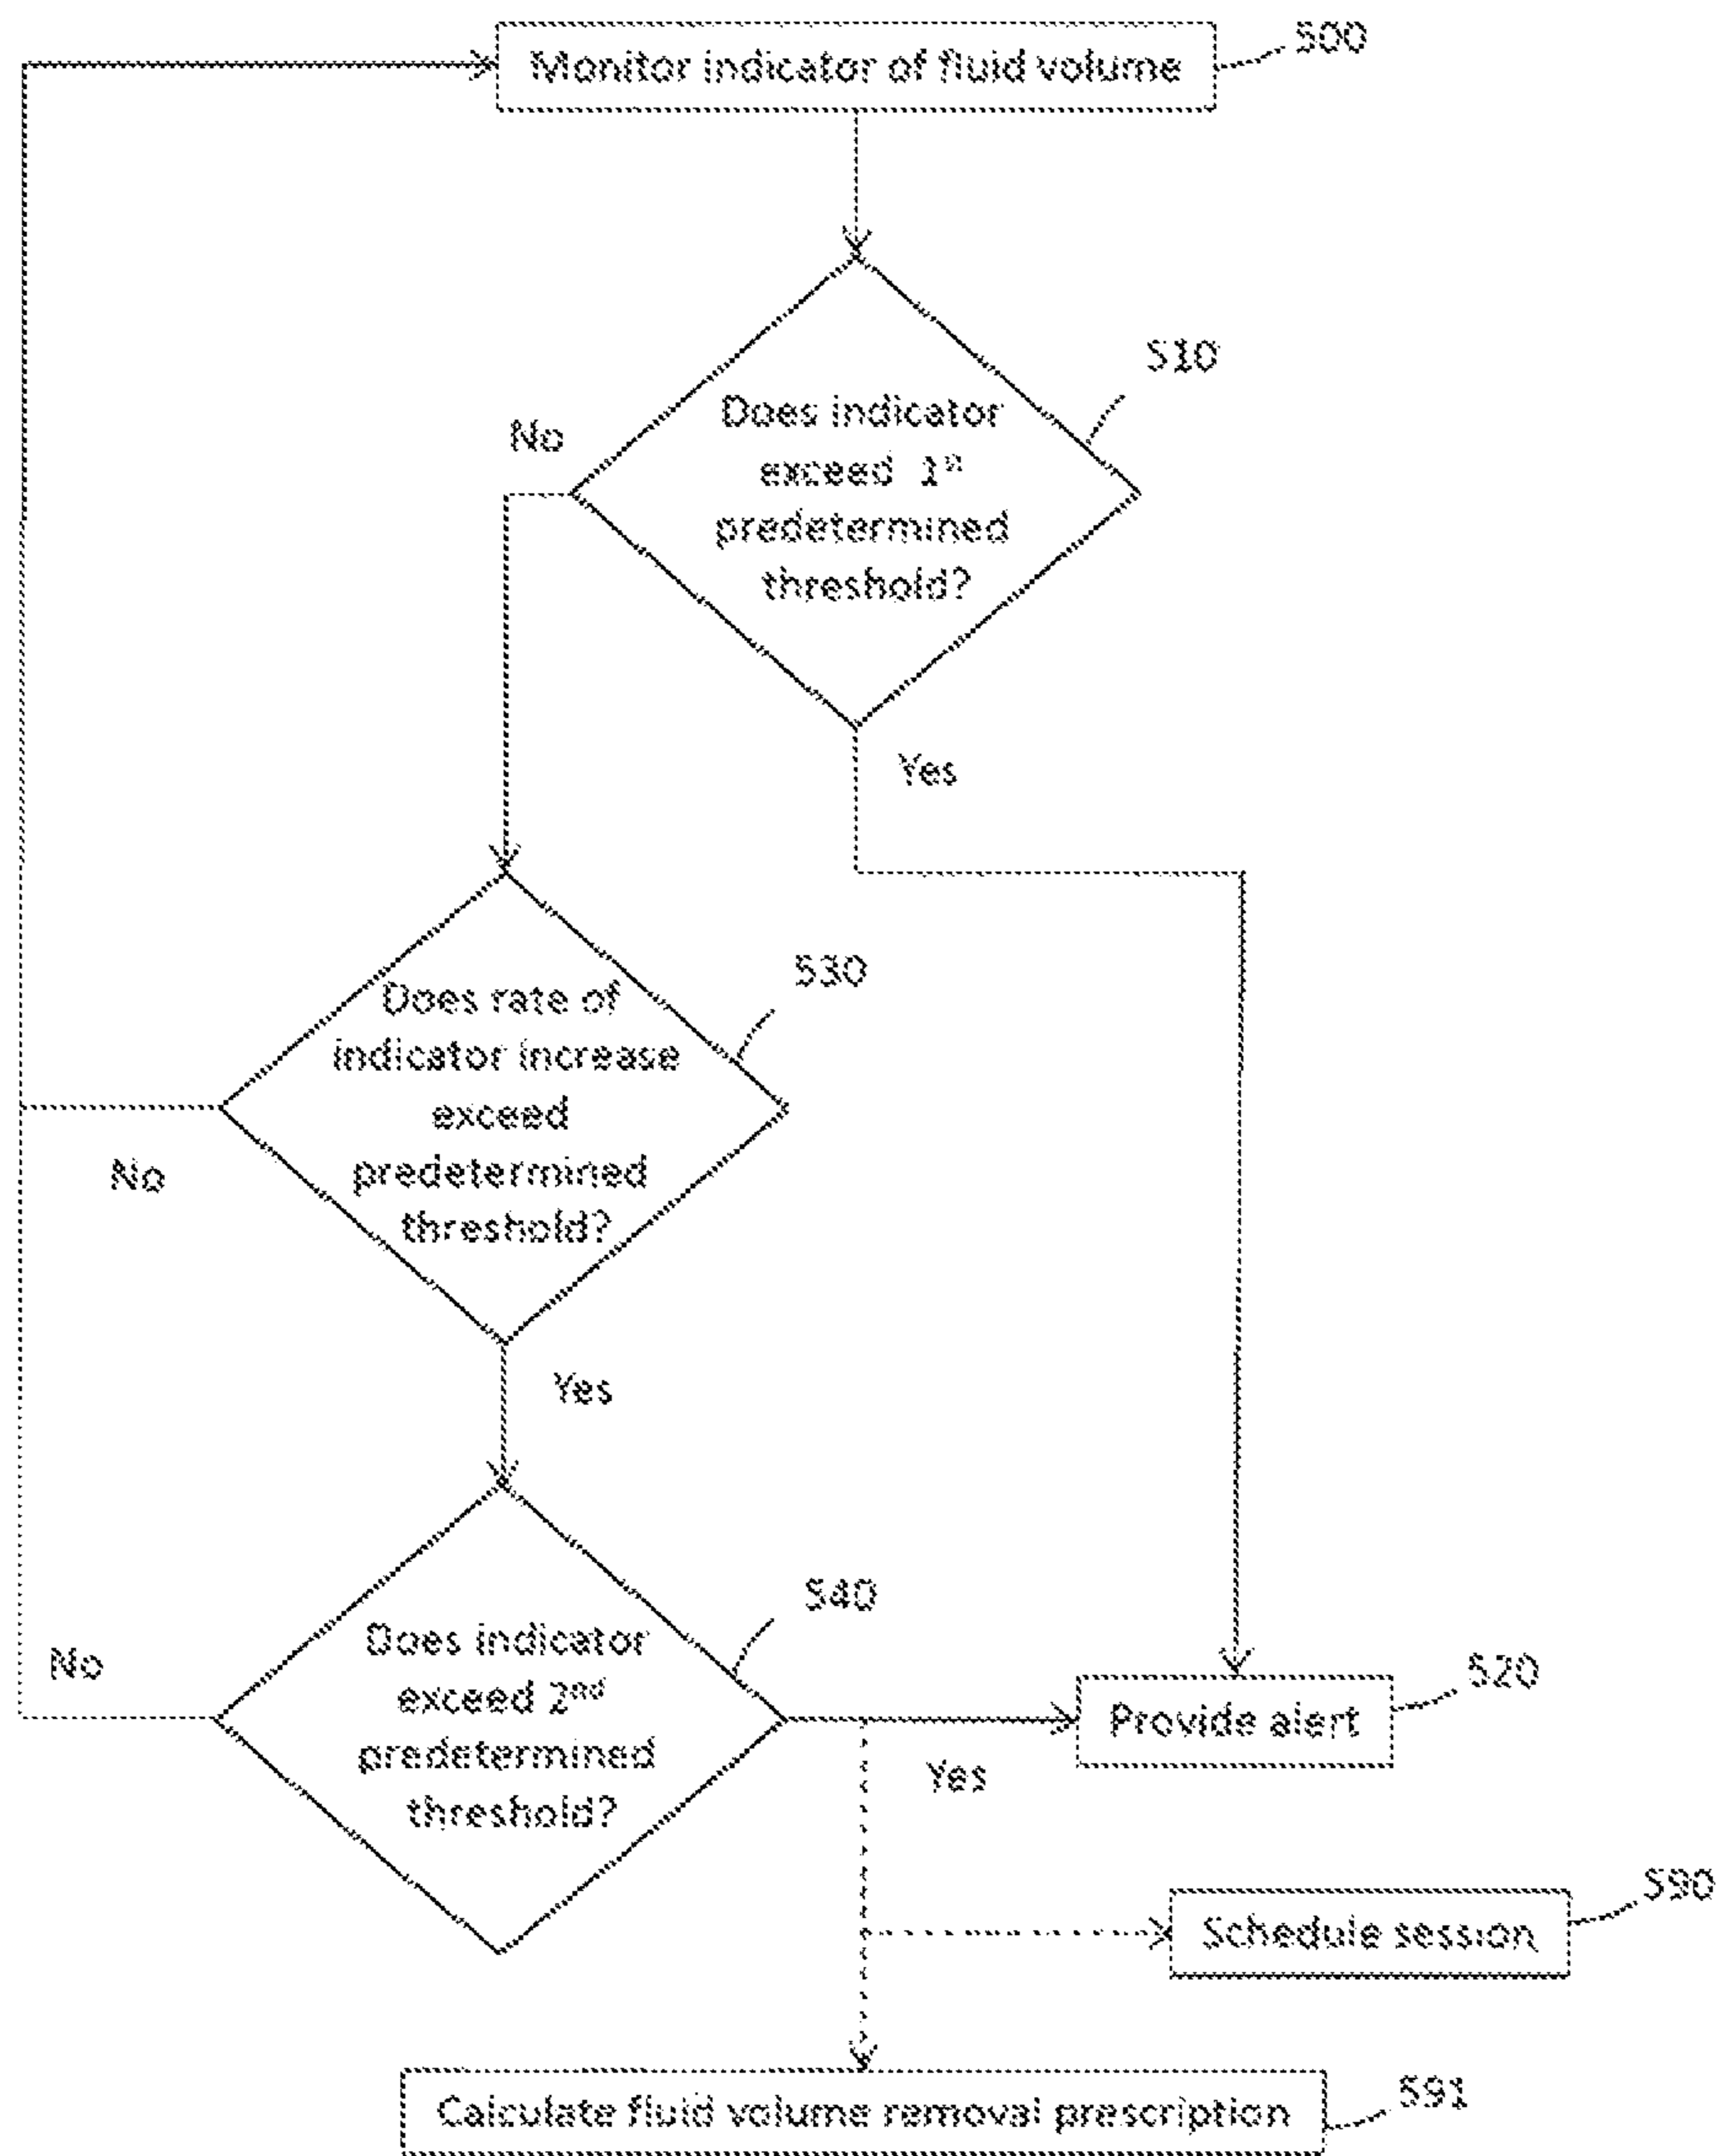 Monitor indicator of fluid volume
500
510
Does indicator
exceed 1st
predetermined
threshold?
No
Yes
530
Does rate of
indicator increase
exceed
predetermined
threshold?
No
Yes
540
Does indicator
exceed 2nd
predetermined
threshold?
No
Yes
Provide alert
520
Schedule session
590
Calculate fluid volume removal prescription
591